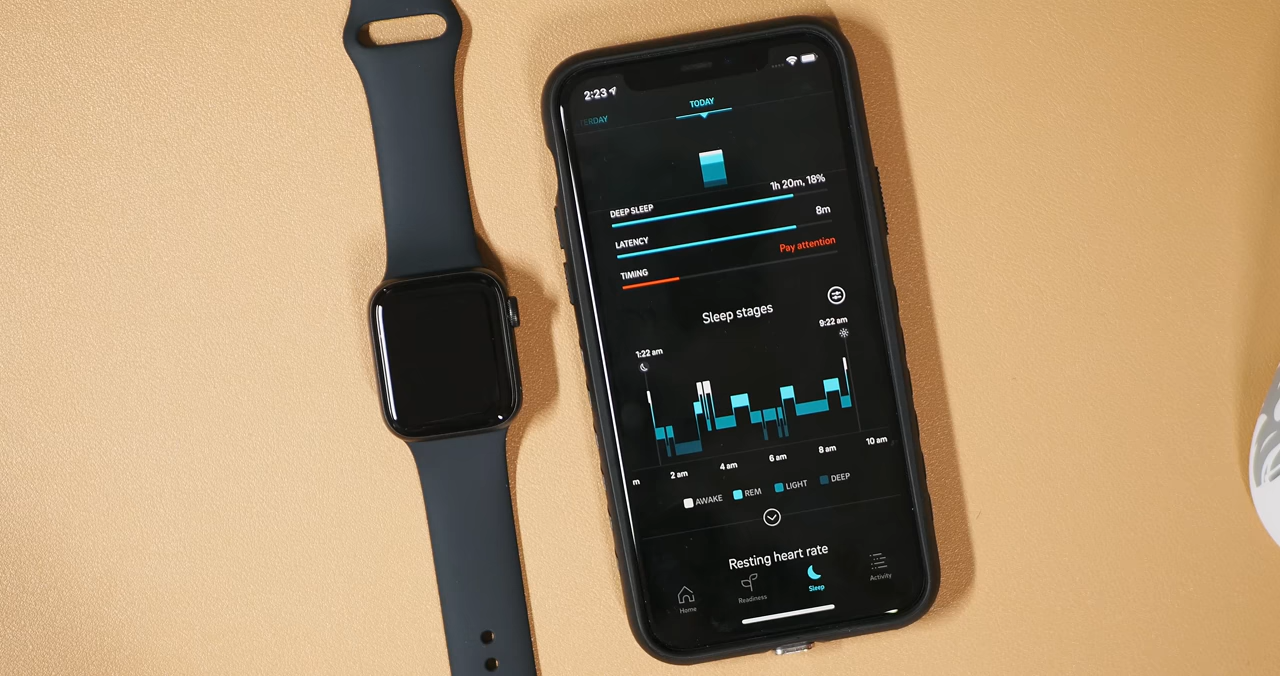 2:23
TODAY
TERDAY
1h 20m, 18%
DEEP SLEEP
8m
LATENCY
Pay attention
TIMING
Sleep stages
9:22 am
1:22 am
m 2 am 4 am 6 am 8 am 10 am
AWAKE REM LIGHT DEEP
Resting heart rate
Home Readiness Sleep Activity